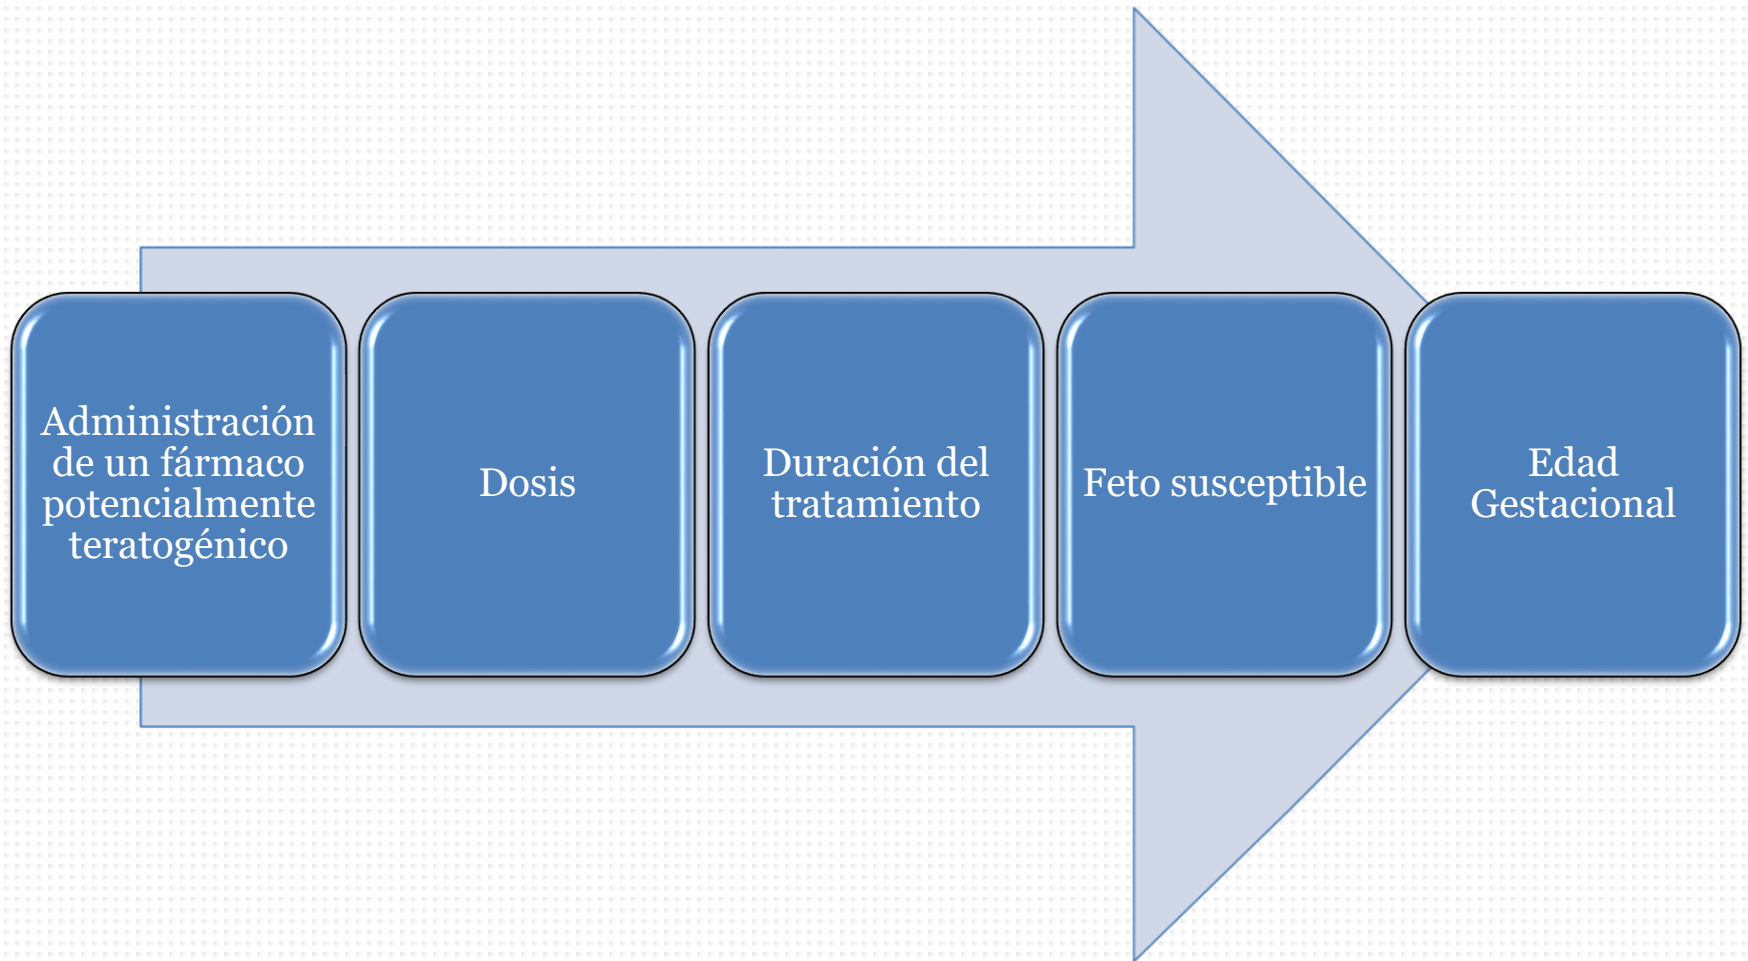 Administración
de un fármaco
potencialmente
teratogénico
Dosis
Duración del
tratamiento
Feto susceptible
Edad
Gestacional